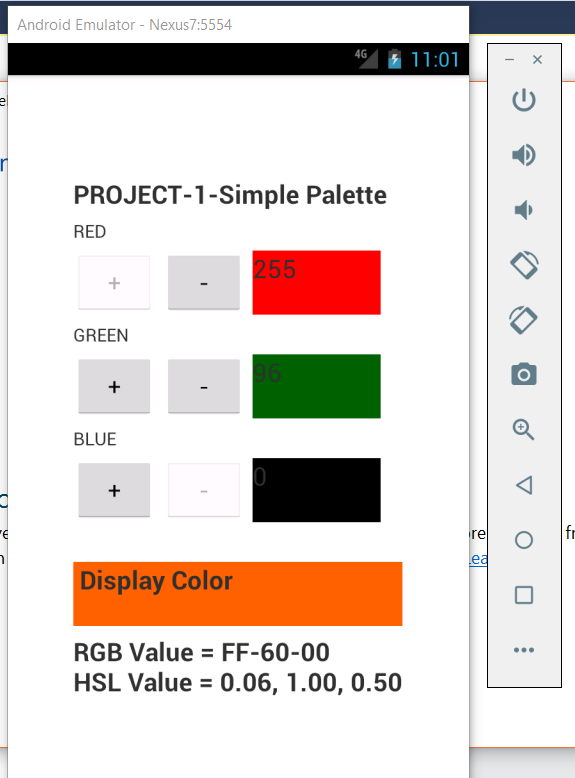 Android Emulator - Nexus7:5554
4G 11:01
PROJECT-1-Simple Palette
RED
+ - 255
GREEN
+ - 96
BLUE
+ - 0
Display Color
RGB Value = FF-60-00
HSL Value = 0.06, 1.00, 0.50